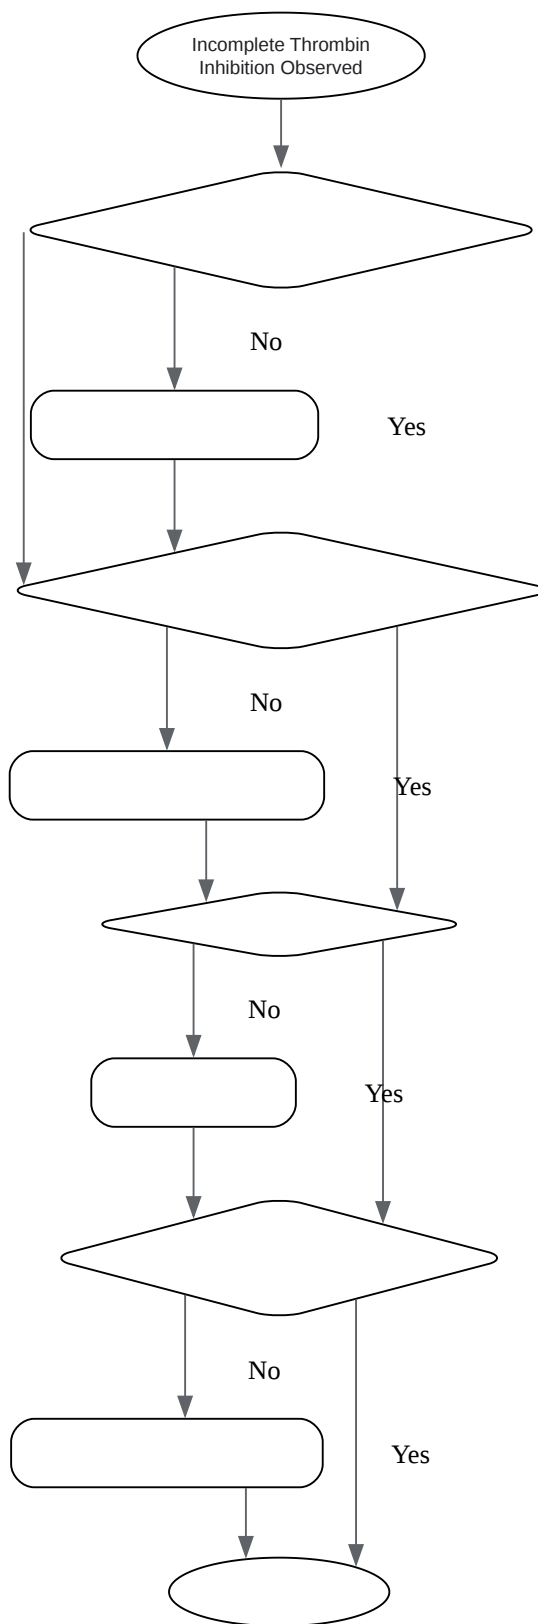 Incomplete Thrombin
Inhibition Observed
No
Yes
No
Yes
No
Yes
No
Yes